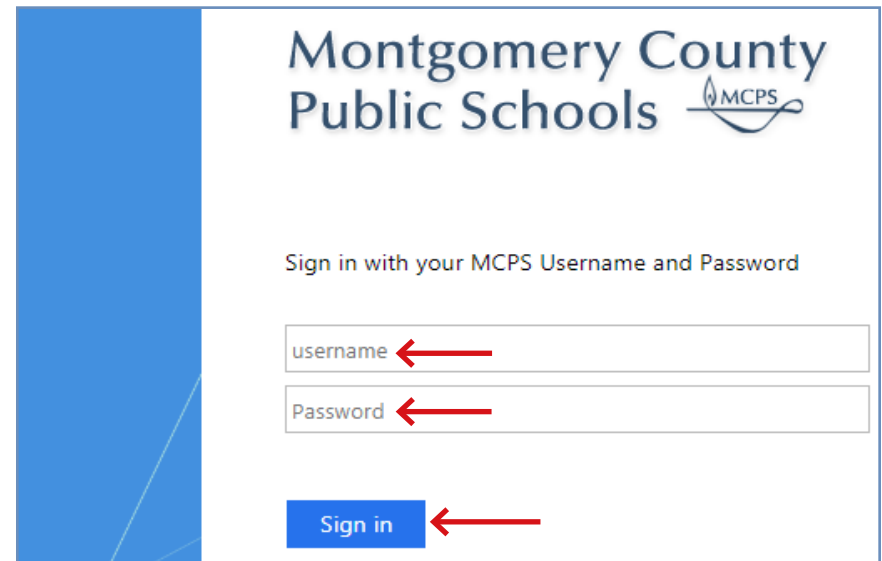 Montgomery County
Public Schools MCPS
Sign in with your MCPS Username and Password
username
Password
Sign in